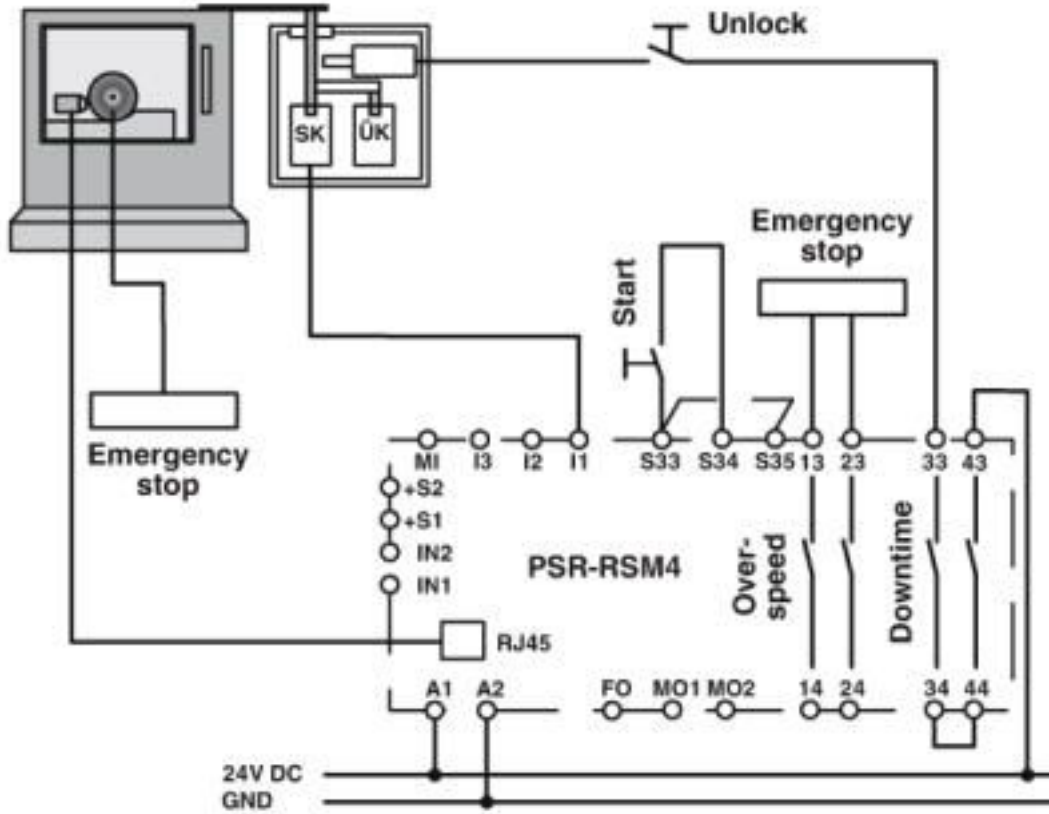 Unlock
SK
ÜK
Emergency
stop
Start
Emergency
stop
MI
I3
I2
I1
S33
S34
S35
13
23
33
43
+S2
+S1
IN2
IN1
PSR-RSM4
Over-
speed
Downtime
RJ45
A1
A2
FO
MO1
MO2
14
24
34
44
24V DC
GND